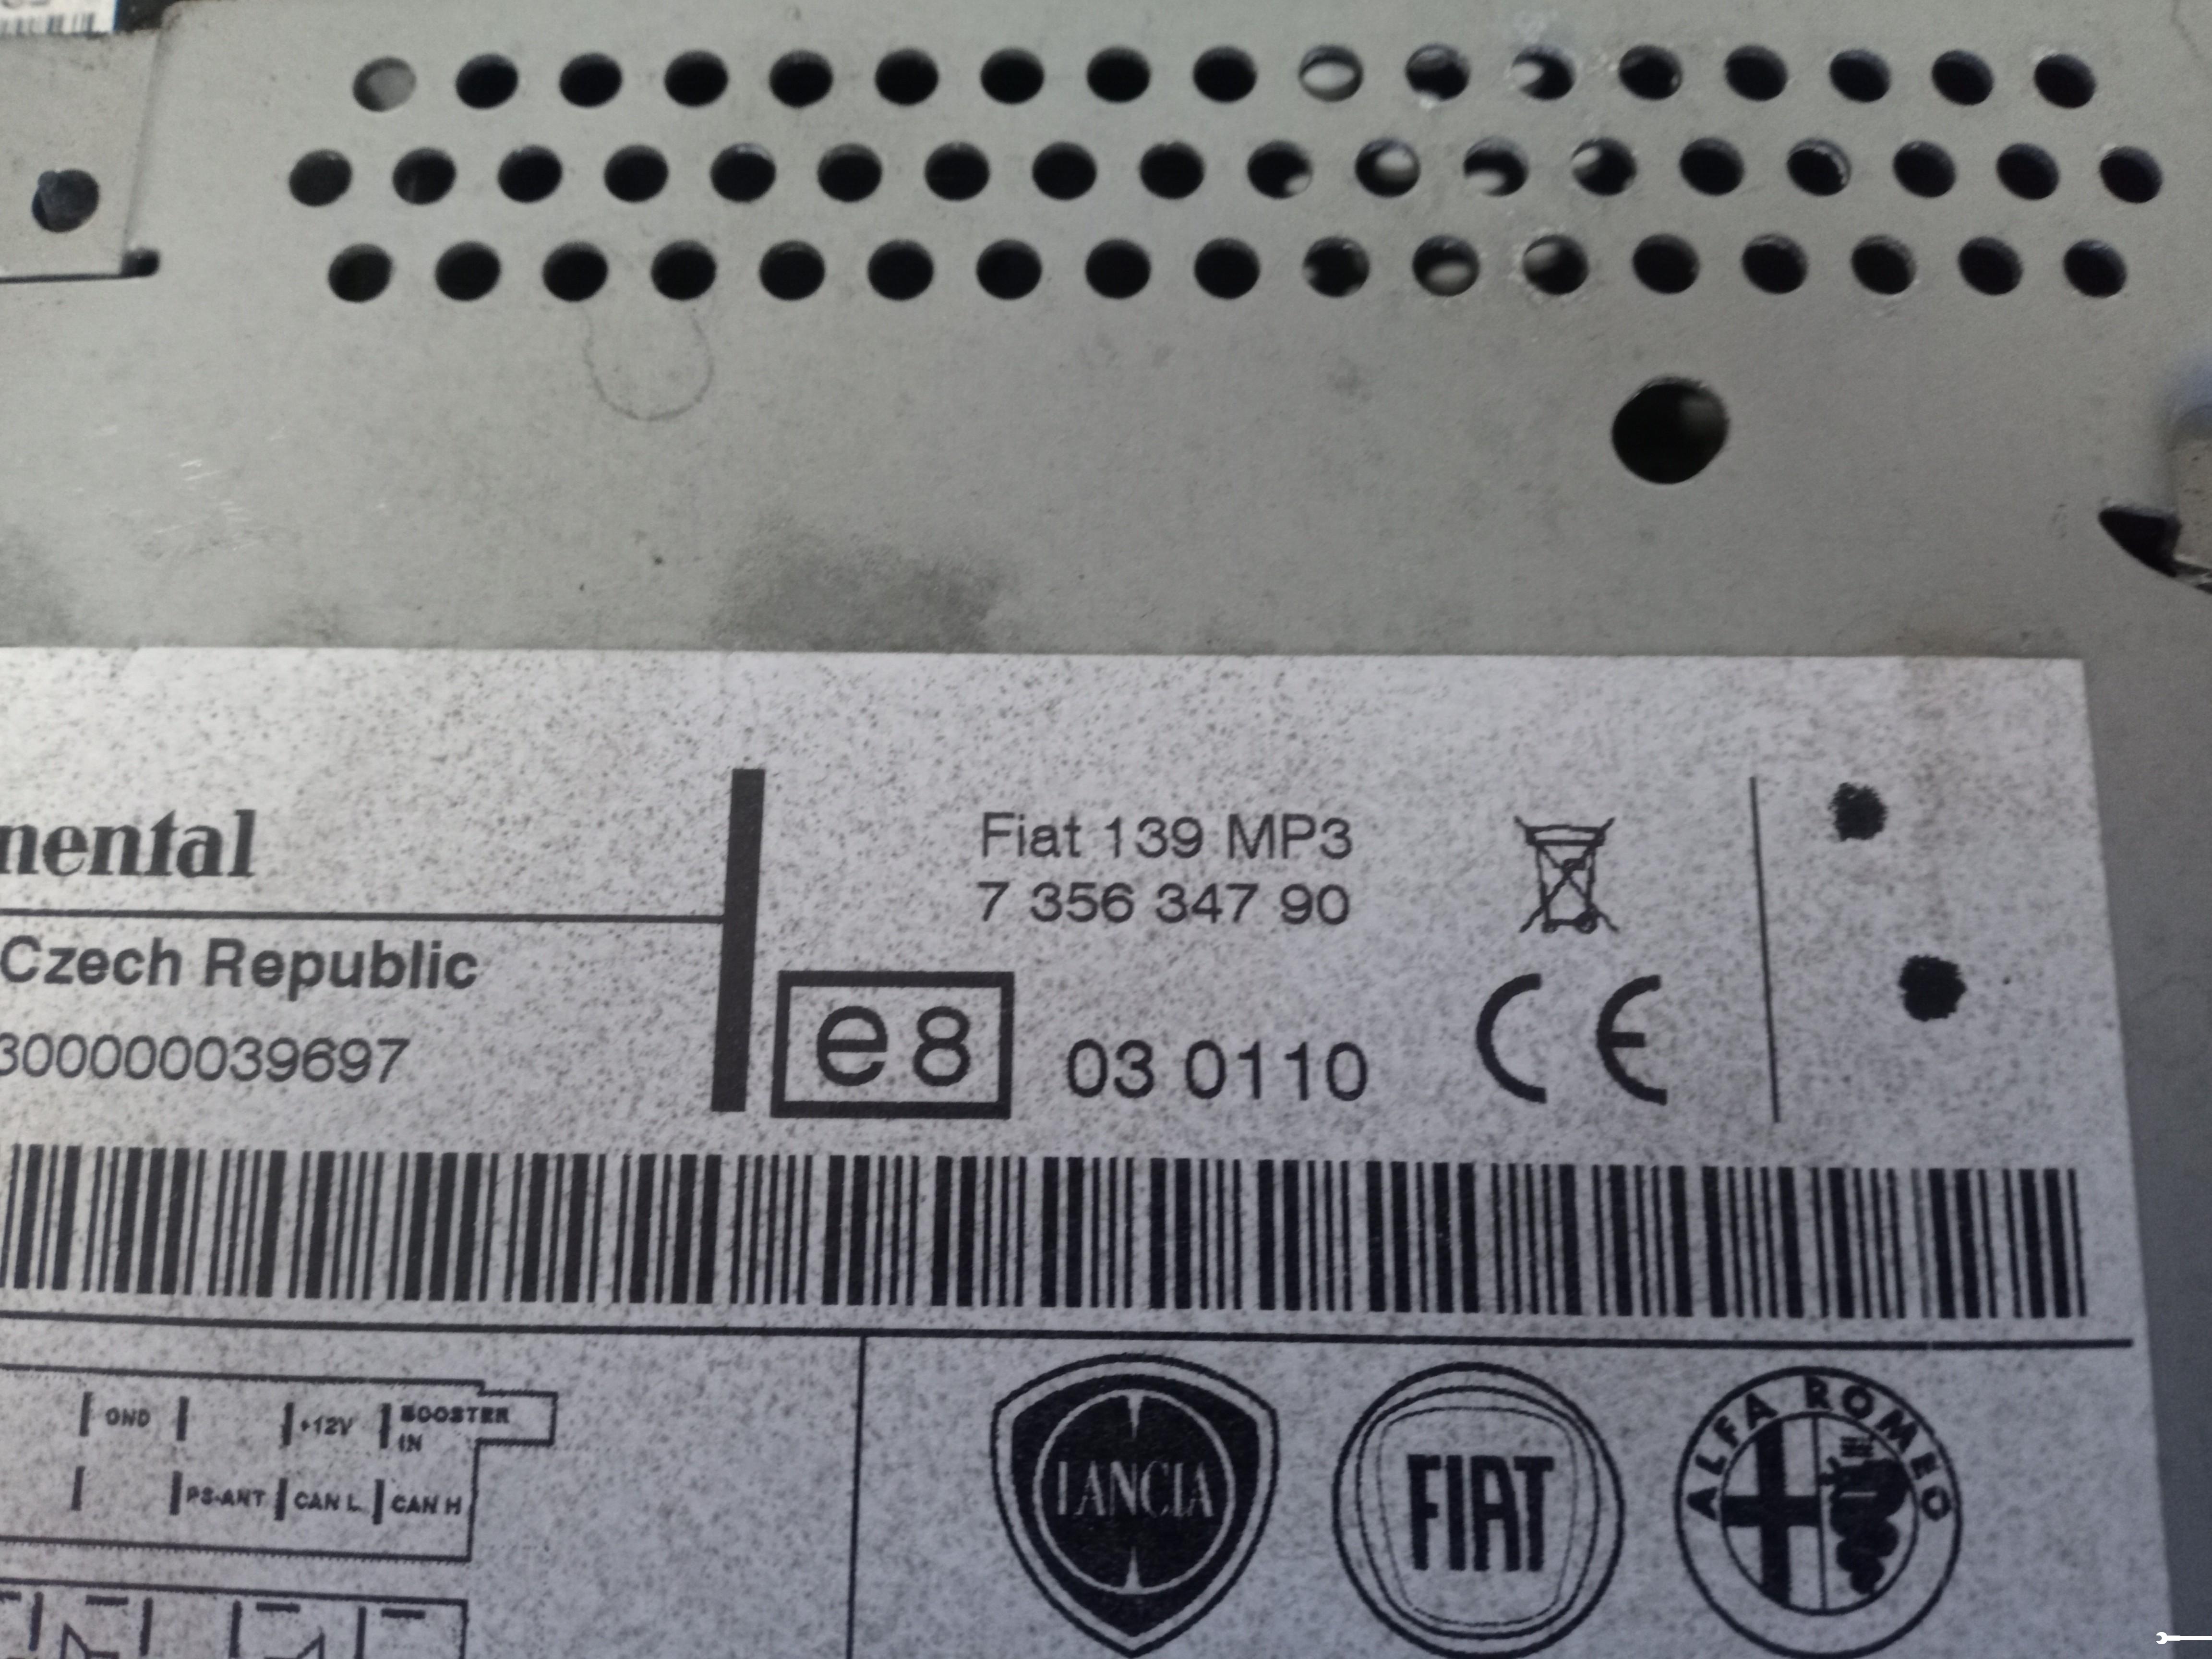 nental
Fiat 139 MP3
7 356 347 90
Czech Republic
300000039697
e8
03 0110
CE
GND
+12V
BOOSTER
IN
PS-ANT
CAN L
CAN H
LANCIA
FIAT
ALFA ROMEO